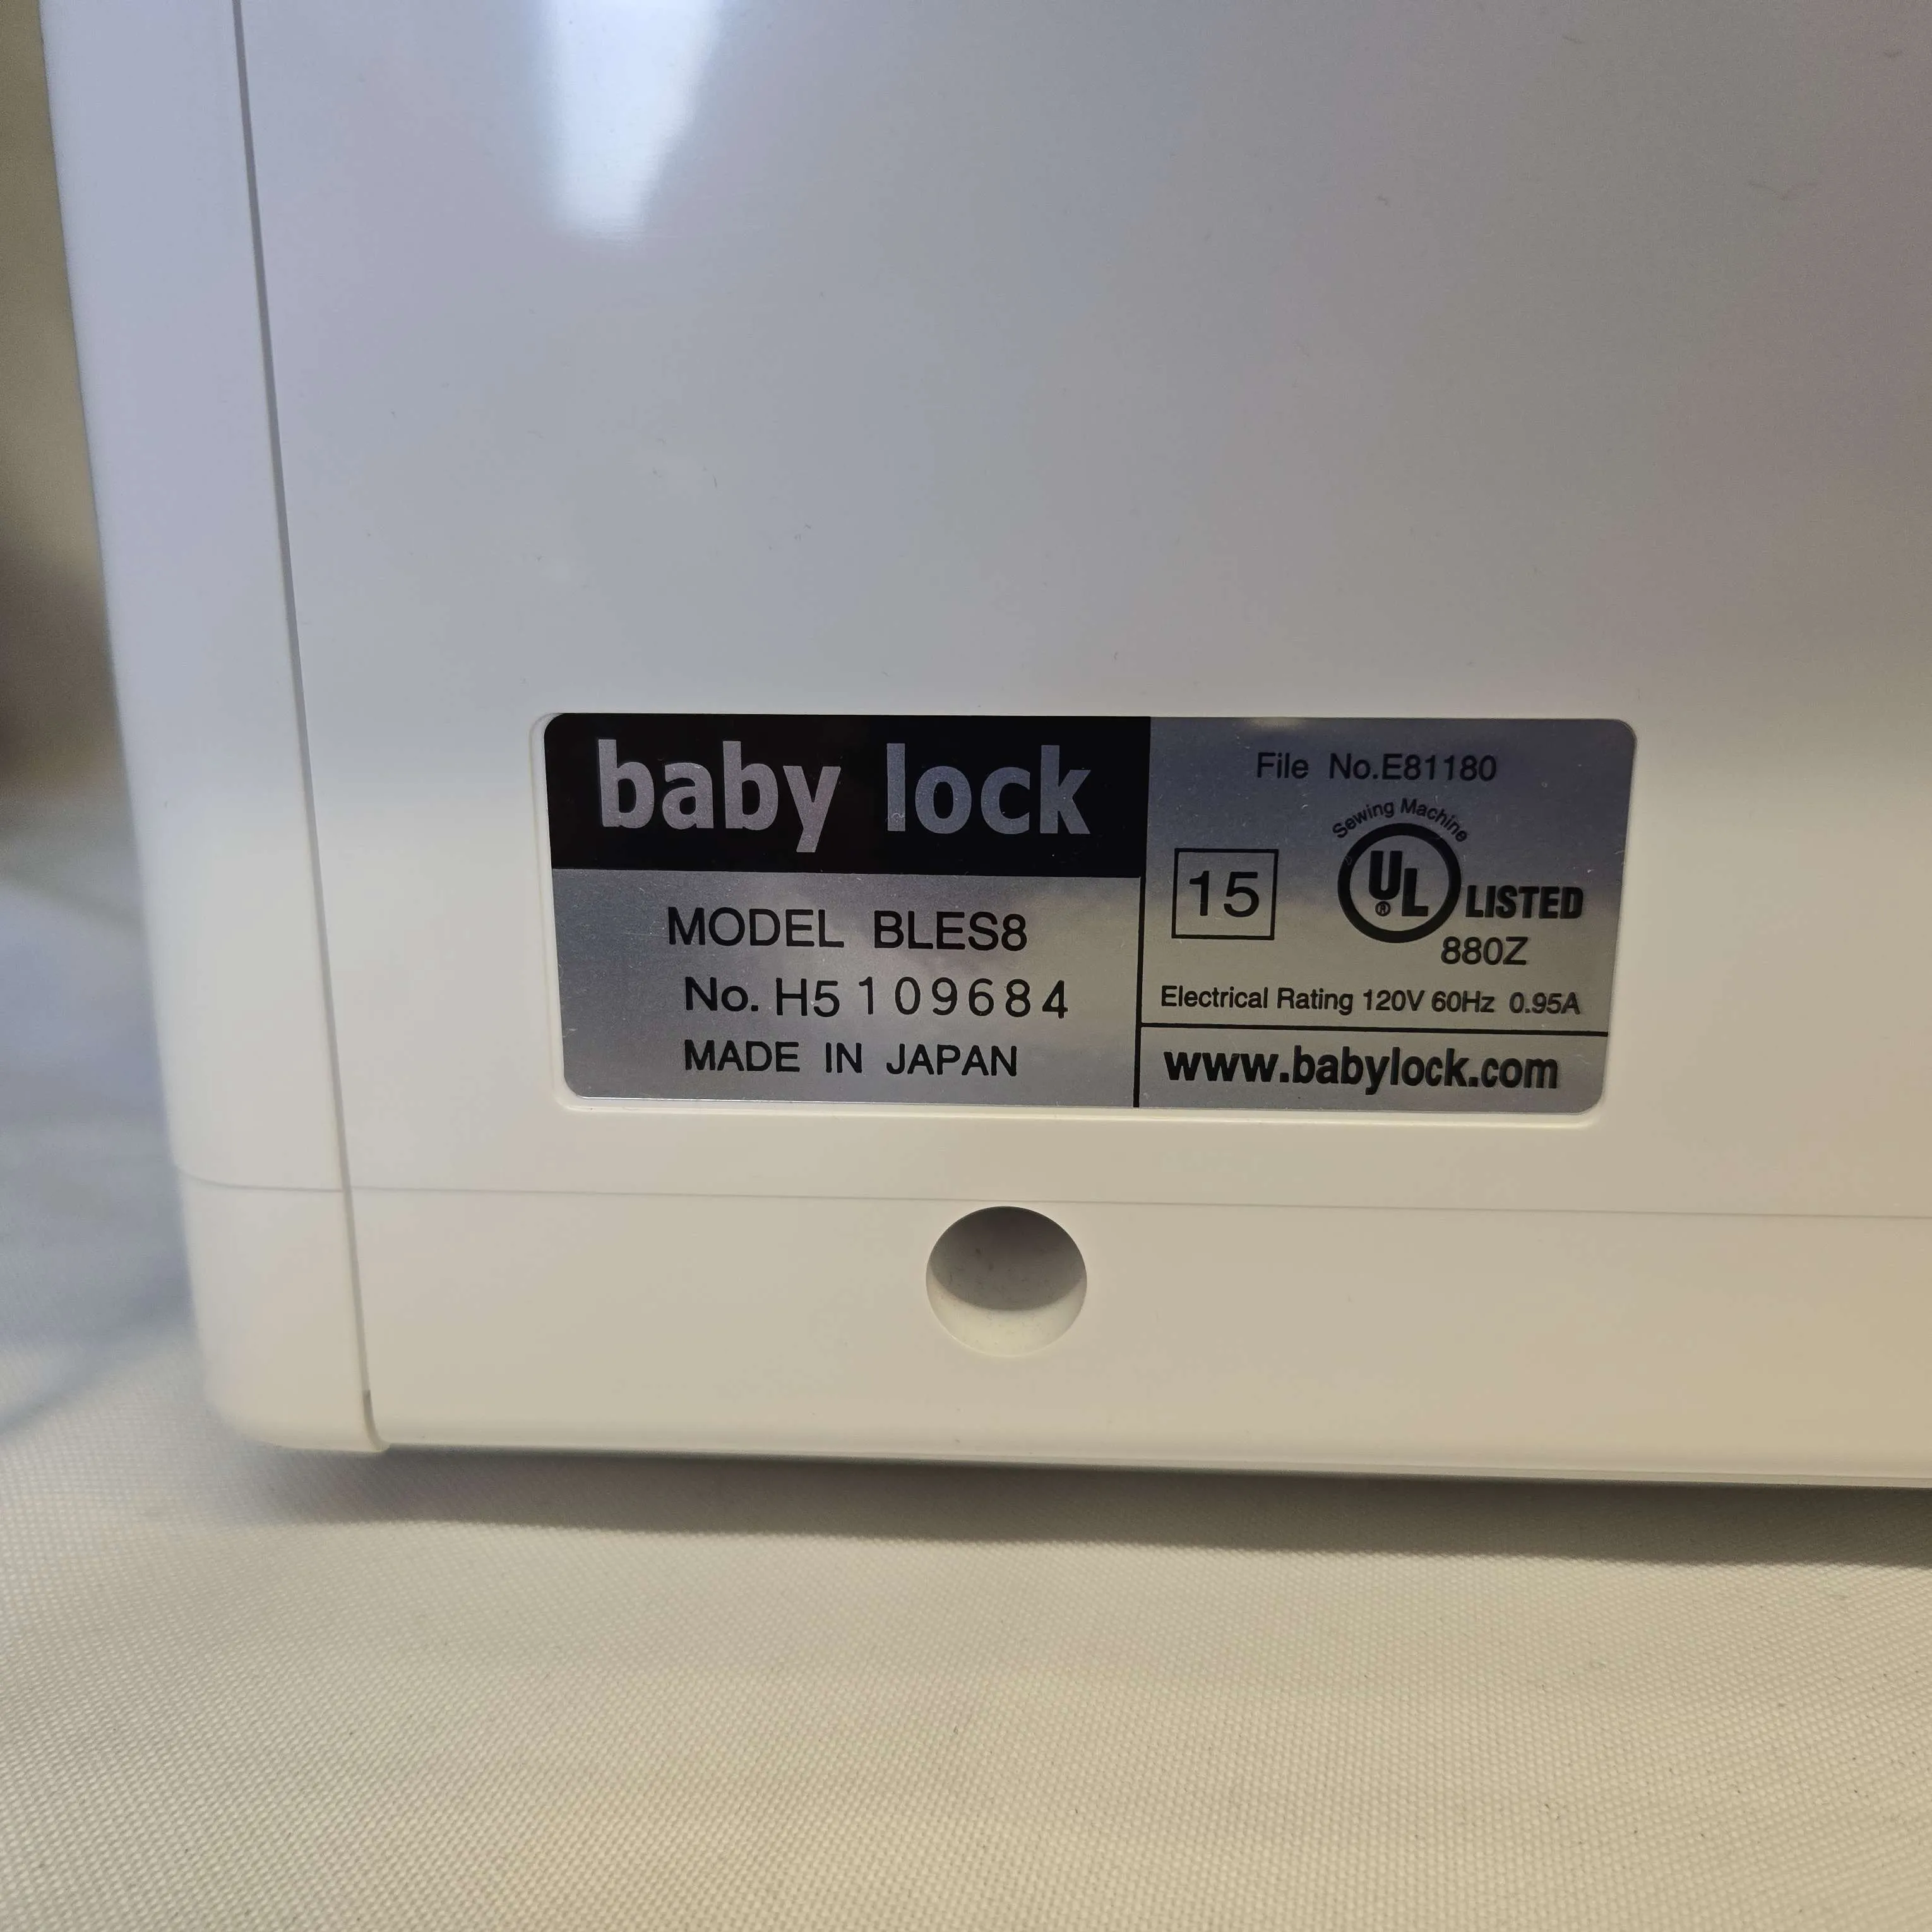 baby lock
MODEL BLES8
No. H5109684
MADE IN JAPAN
File No.E81180
Sewing Machine
15
UL ® LISTED
880Z
Electrical Rating 120V 60Hz 0.95A
www.babylock.com